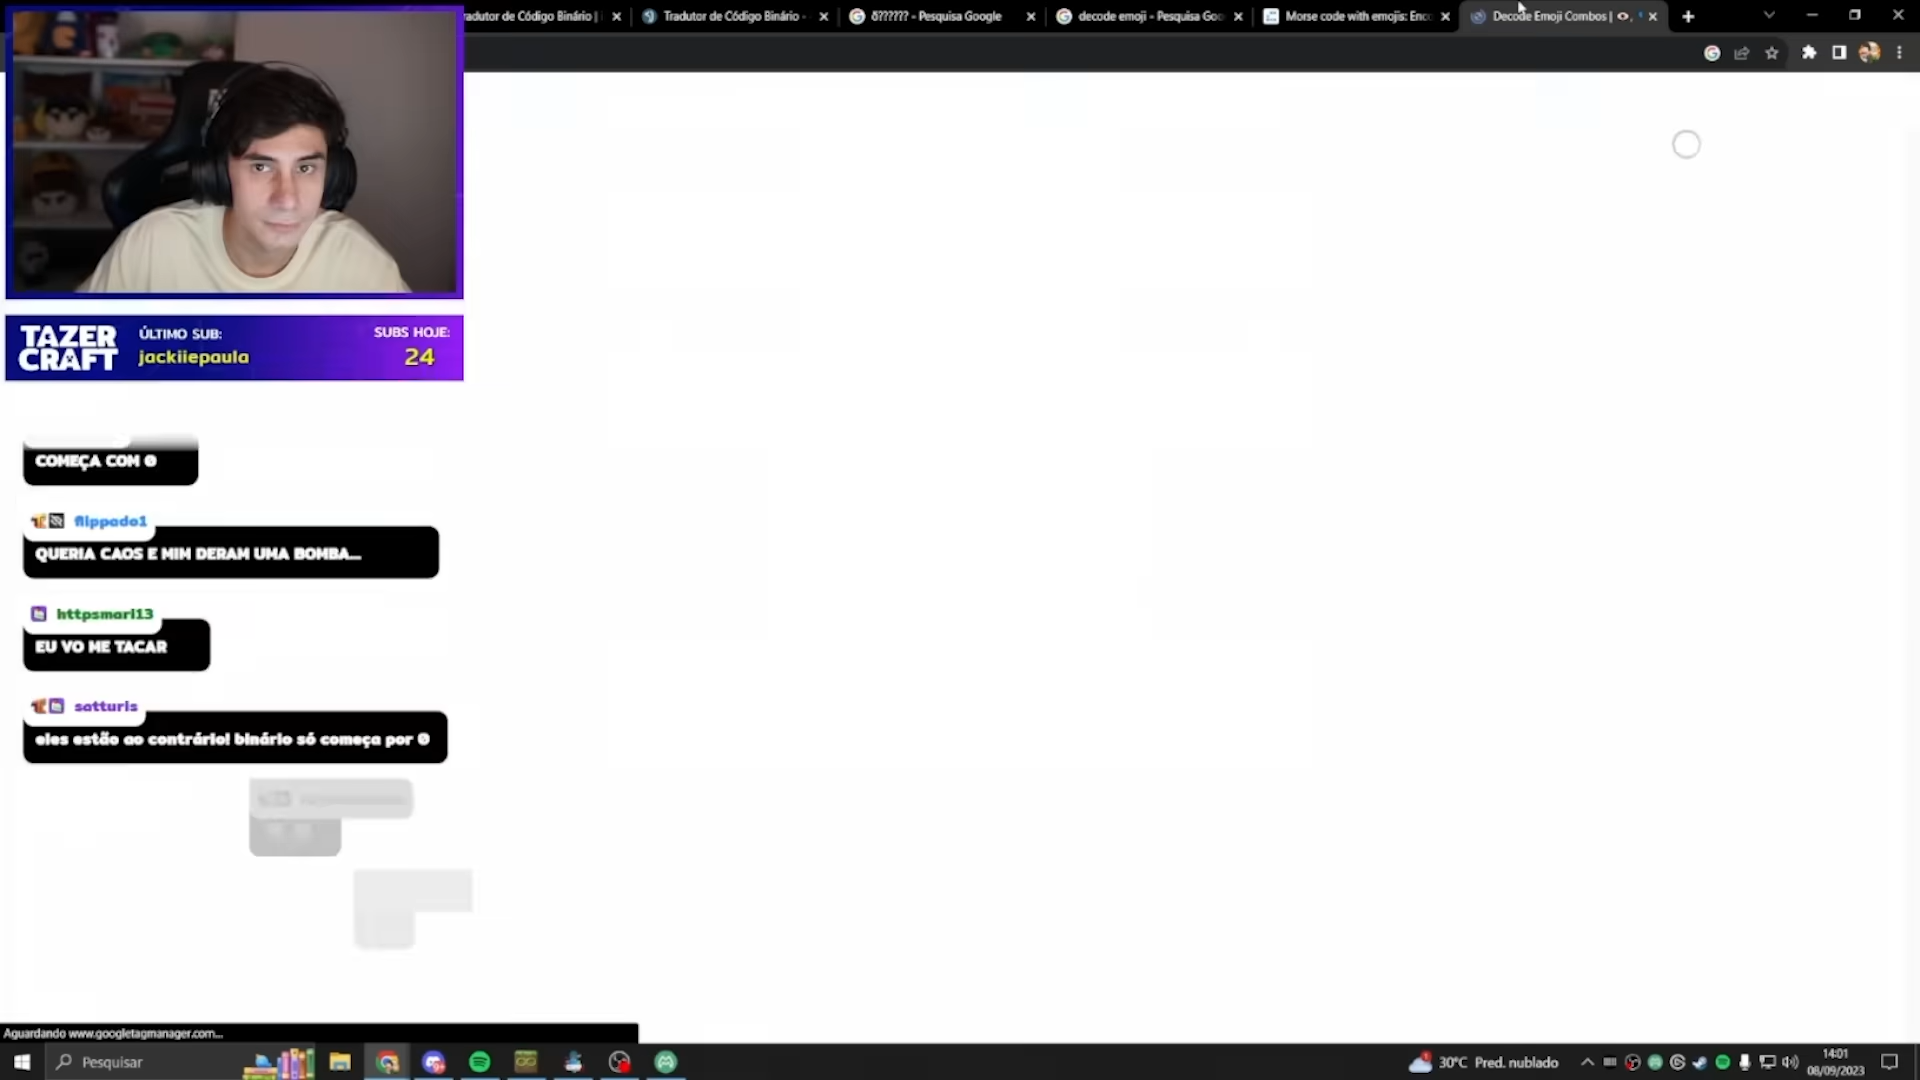 radutor de Código Binário |
Tradutor de Código Binário -
ð?????? - Pesquisa Google
decode emoji - Pesquisa Goo
Morse code with emojis: Enc
Decode Emoji Combos |
TAZER CRAFT
ÚLTIMO SUB:
jackiiepaula
SUBS HOJE:
24
COMEÇA COM 0
flippado1
QUERIA CAOS E MIM DERAM UMA BOMBA...
httpsmari13
EU VO ME TACAR
satturis
eles estão ao contrário! binário só começa por 0
Aguardando www.googletagmanager.com...
Pesquisar
30°C Pred. nublado
14:01
08/09/2023